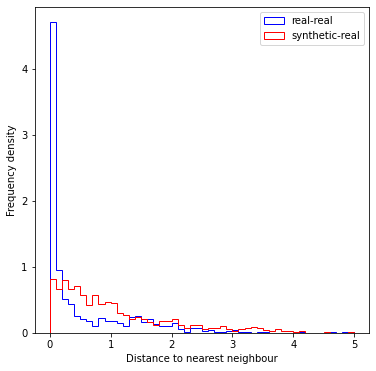 real-real
synthetic-real
Frequency density
4
3
2
1
0
0 1 2 3 4 5
Distance to nearest neighbour